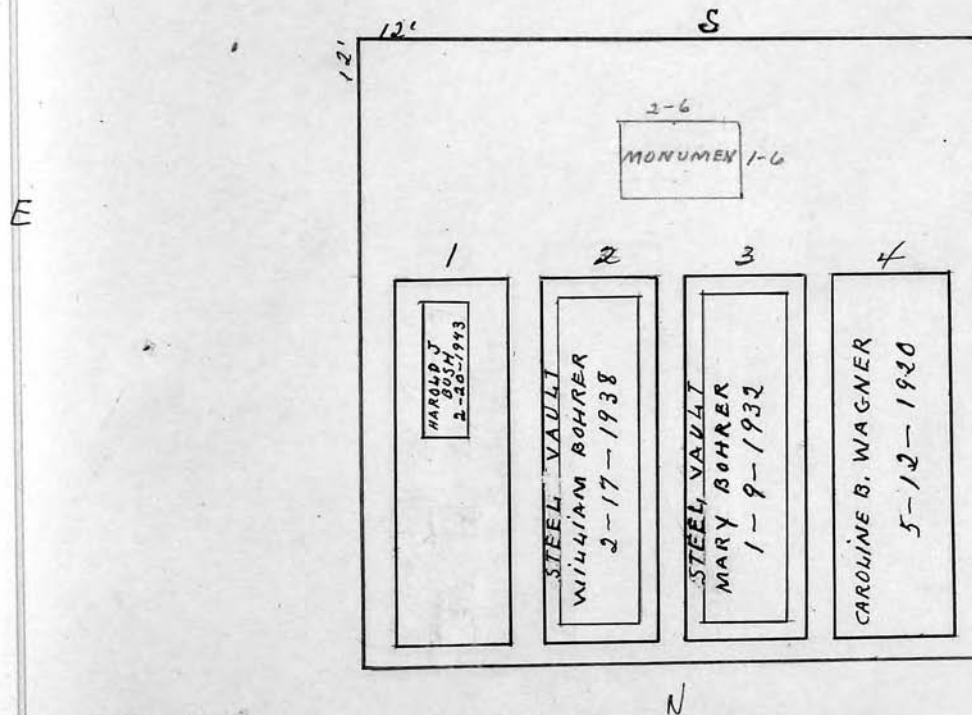 S
12'
12'
2-6
MONUMEN 1-6
E
1
2
3
4
HAROLD J
BUSH
2-20-1943
STEEL VAULT
WILLIAM BOHRER
2-17-1938
STEEL VAULT
MARY BOHRER
1-9-1932
CAROLINE B. WAGNER
5-12-1920
N